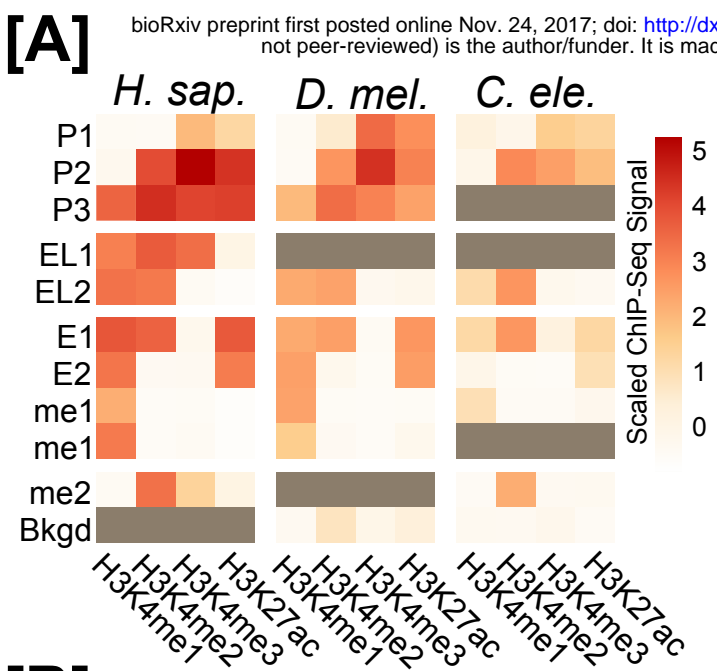 bioRxiv preprint first posted online Nov. 24, 2017; doi: http://dx
not peer-reviewed) is the author/funder. It is mad
[A]
H. sap. D. mel. C. ele.
P1
P2
P3
EL1
EL2
E1
E2
me1
me1
me2
Bkgd
H3K4me1 H3K4me2 H3K4me3 H3K27ac H3K4me1 H3K4me2 H3K4me3 H3K27ac H3K4me1 H3K4me2 H3K4me3 H3K27ac
Scaled ChIP-Seq Signal
5
4
3
2
1
0